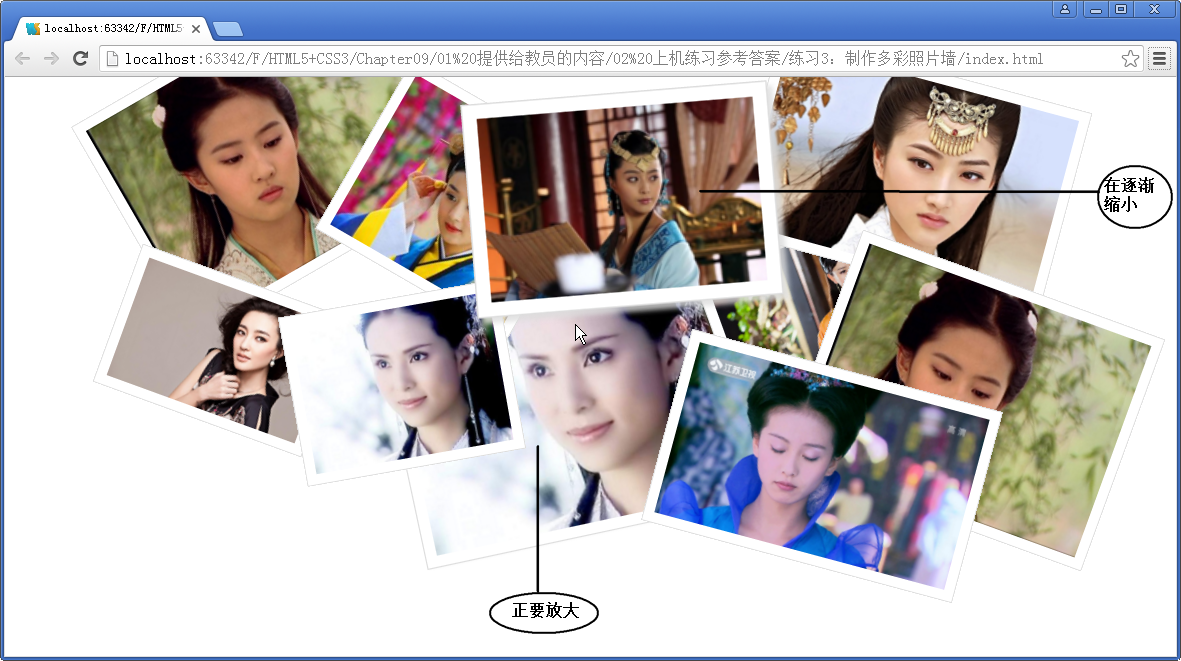 localhost:63342/F/HTML5
localhost:63342/F/HTML5+CSS3/Chapter09/01%20提供给教员的内容/02%20上机练习参考答案/练习3：制作多彩照片墙/index.html
在逐渐
缩小
江苏卫视
高清
正要放大